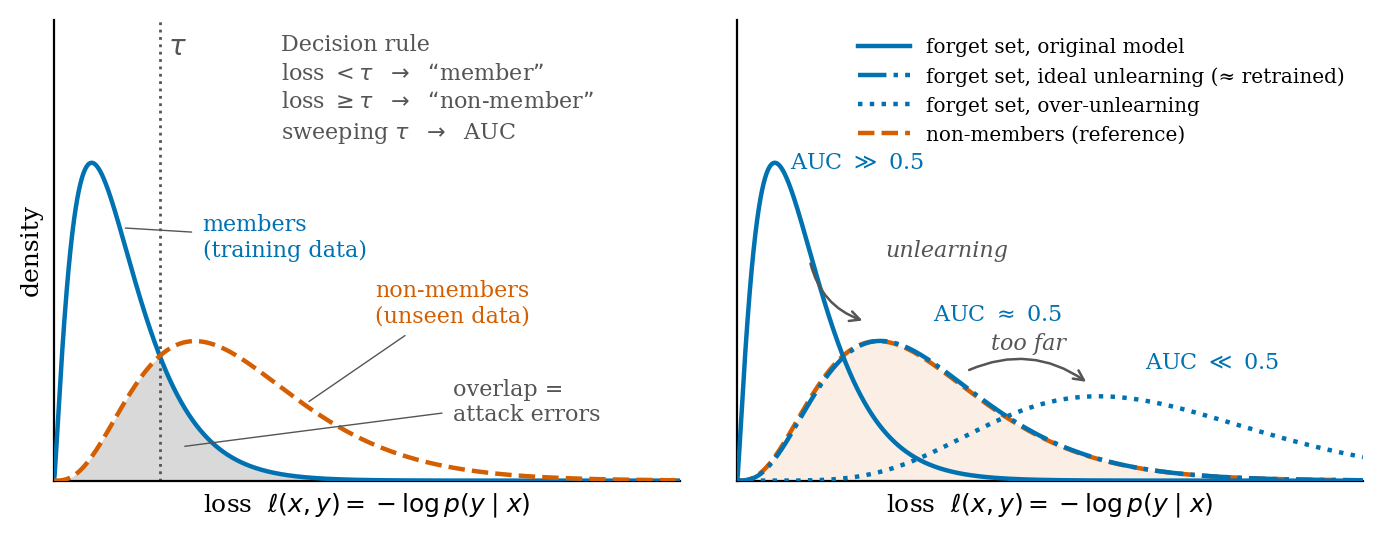 τ
Decision rule
loss < τ → “member”
loss ≥ τ → “non-member”
sweeping τ → AUC
members
(training data)
non-members
(unseen data)
overlap =
attack errors
density
loss ℓ(x, y) = − log p(y | x)
forget set, original model
forget set, ideal unlearning (≈ retrained)
forget set, over-unlearning
non-members (reference)
AUC ≫ 0.5
unlearning
AUC ≈ 0.5
too far
AUC ≪ 0.5
loss ℓ(x, y) = − log p(y | x)